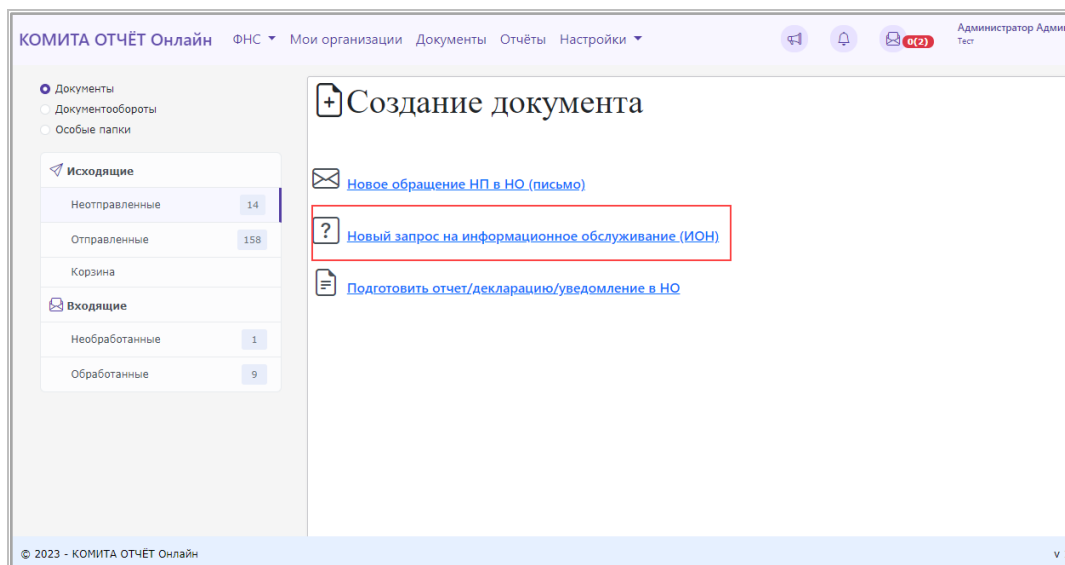 КОМИТА ОТЧЁТ Онлайн ФНС Мои организации Документы Отчёты Настройки 0(2) Администратор
Тест
Документы
Документообороты
Особые папки
Создание документа
Исходящие
Неотправленные 14
Отправленные 158
Корзина
Входящие
Необработанные 1
Обработанные 9
Новое обращение НП в НО (письмо)
? Новый запрос на информационное обслуживание (ИОН)
Подготовить отчет/декларацию/уведомление в НО
© 2023 - КОМИТА ОТЧЁТ Онлайн v